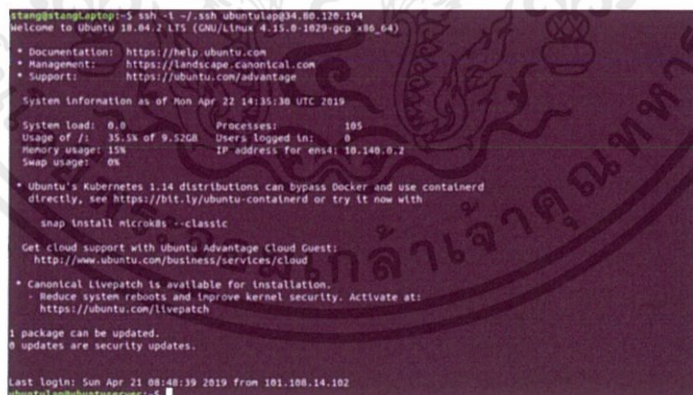 stang@stangLaptop:~$ ssh -i ~/.ssh ubuntulap@34.80.120.194
Welcome to Ubuntu 18.04.2 LTS (GNU/Linux 4.15.0-1029-gcp x86_64)
* Documentation: https://help.ubuntu.com
* Management: https://landscape.canonical.com
* Support: https://ubuntu.com/advantage
System information as of Mon Apr 22 14:35:30 UTC 2019
System load: 0.0 Processes: 105
Usage of /: 35.5% of 9.52GB Users logged in: 0
Memory usage: 15% IP address for ens4: 10.140.0.2
Swap usage: 0%
* Ubuntu's Kubernetes 1.14 distributions can bypass Docker and use containerd
directly, see https://bit.ly/ubuntu-containerd or try it now with
snap install microk8s --classic
Get cloud support with Ubuntu Advantage Cloud Guest:
http://www.ubuntu.com/business/services/cloud
* Canonical Livepatch is available for installation.
- Reduce system reboots and improve kernel security. Activate at:
https://ubuntu.com/livepatch
1 package can be updated.
0 updates are security updates.
Last login: Sun Apr 21 08:48:39 2019 from 101.108.14.102
ubuntulap@ubuntuserver:~$